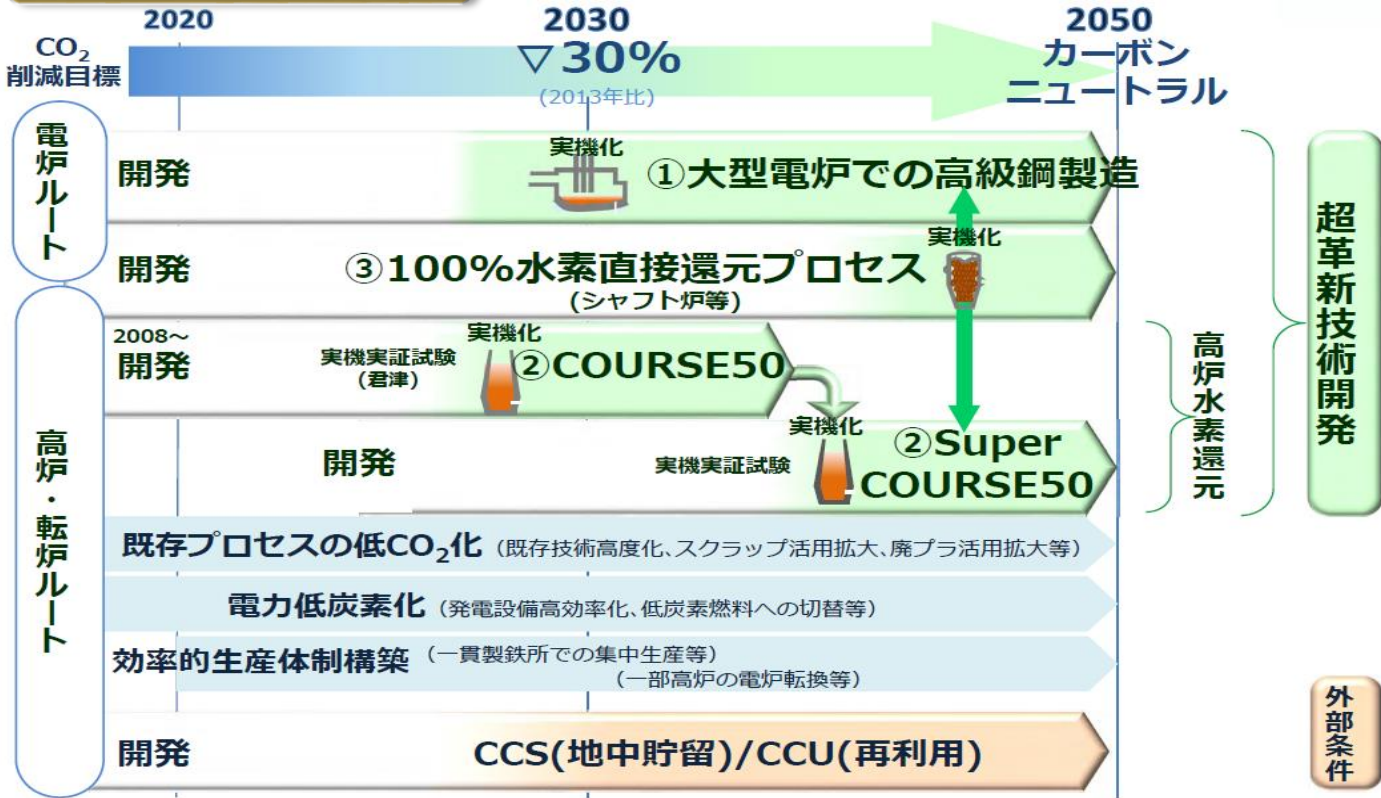 2020
2030
2050
CO₂
削減目標
▽30%
(2013年比)
カーボン
ニュートラル
電炉ルート
開発
実機化
①大型電炉での高級鋼製造
開発
③100%水素直接還元プロセス
(シャフト炉等)
実機化
超革新技術開発
高炉・転炉ルート
2008～
開発
実機実証試験
(君津)
実機化
②COURSE50
高炉水素還元
開発
実機実証試験
実機化
②Super
COURSE50
既存プロセスの低CO₂化 (既存技術高度化、スクラップ活用拡大、廃プラ活用拡大等)
電力低炭素化 (発電設備高効率化、低炭素燃料への切替等)
効率的生産体制構築 (一貫製鉄所での集中生産等)
(一部高炉の電炉転換等)
開発
CCS(地中貯留)/CCU(再利用)
外部条件